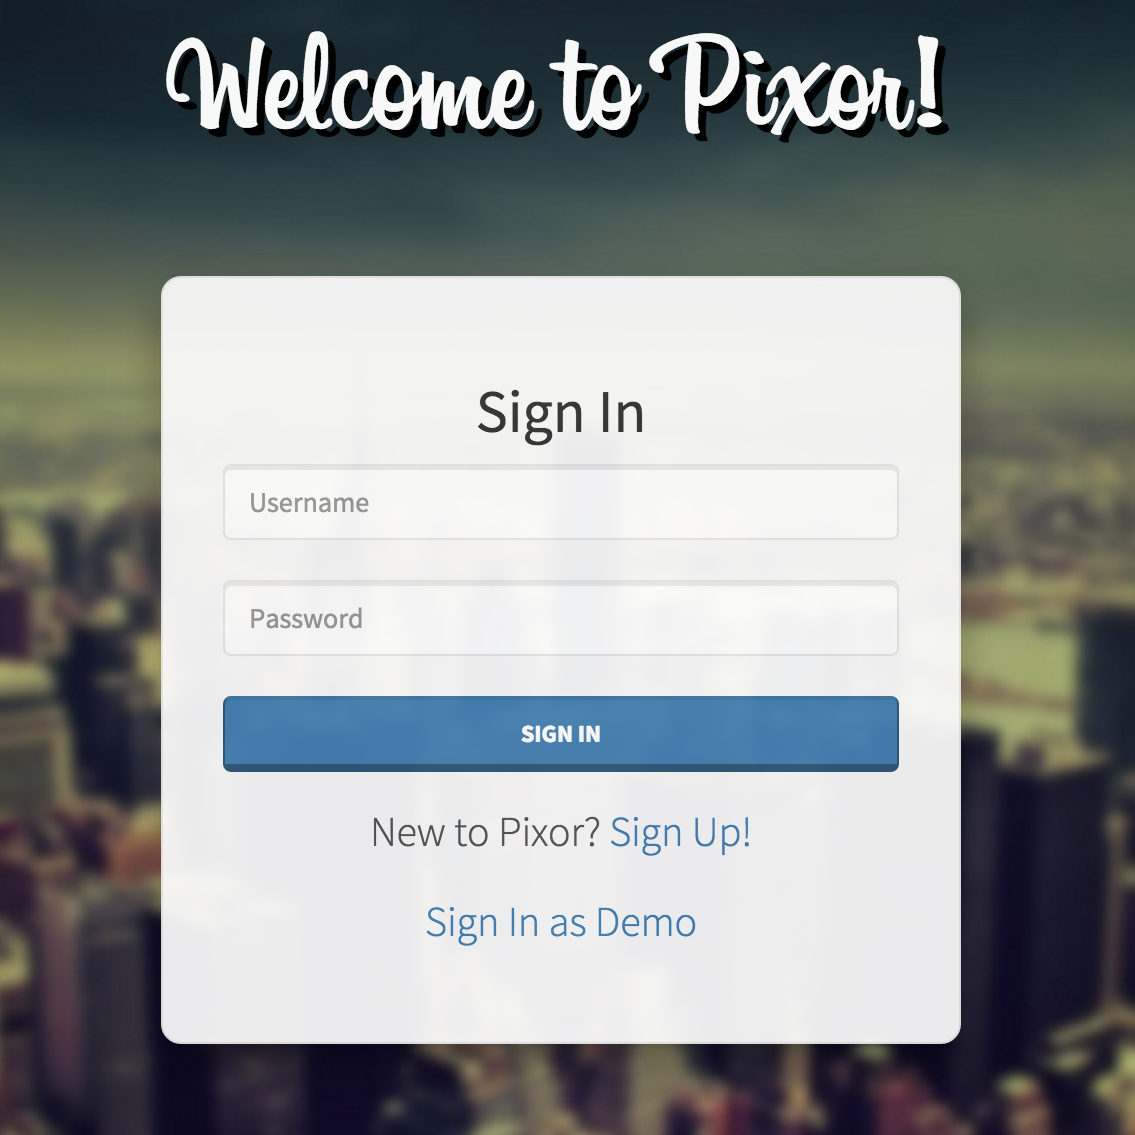 Welcome to Pixor!
Sign In
Username
Password
SIGN IN
New to Pixor? Sign Up!
Sign In as Demo